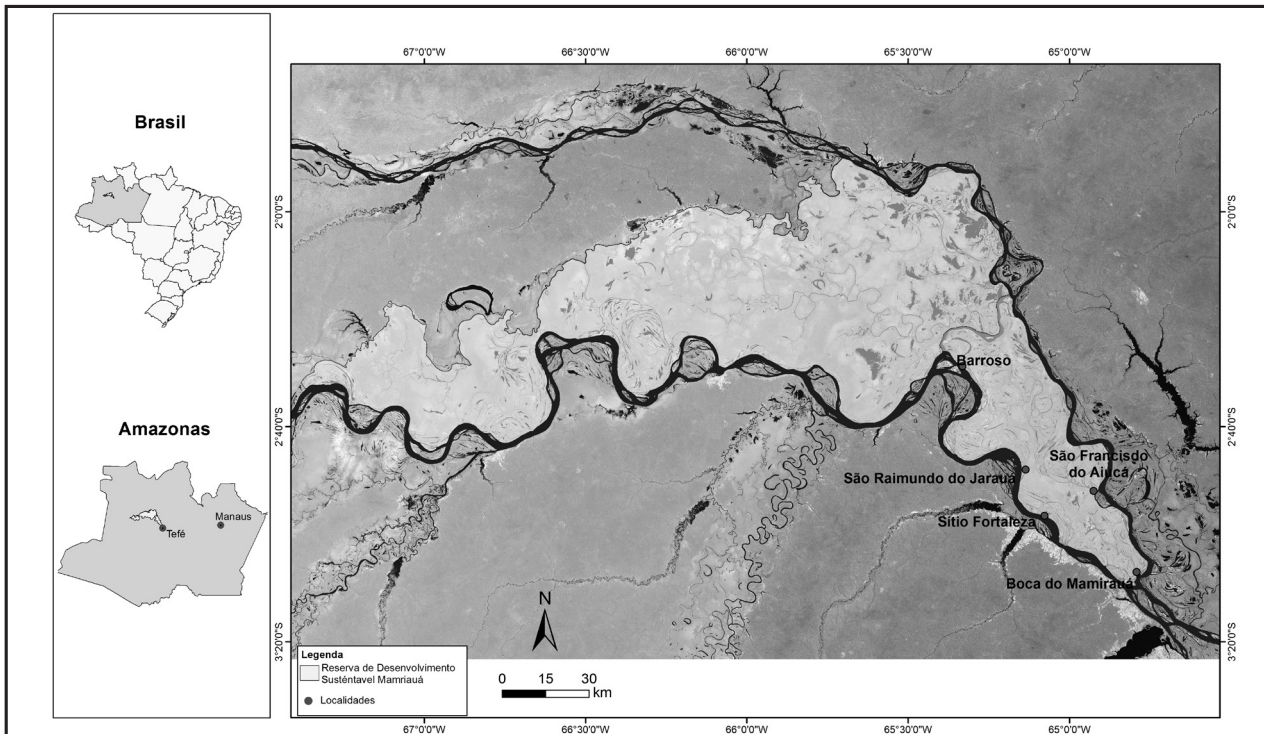 Brasil
Amazonas
Manaus
Tefé
67°0'0"W
66°30'0"W
66°0'0"W
65°30'0"W
65°0'0"W
2°0'0"S
2°0'0"S
2°40'0"S
2°40'0"S
3°20'0"S
3°20'0"S
Barroso
São Francisdo
do Aiucá
São Raimundo do Jarauá
Sítio Fortaleza
Boca do Mamirauá
N
Legenda
Reserva de Desenvolvimento
Susténtavel Mamriauá
Localidades
0 15 30
km
67°0'0"W
66°30'0"W
66°0'0"W
65°30'0"W
65°0'0"W